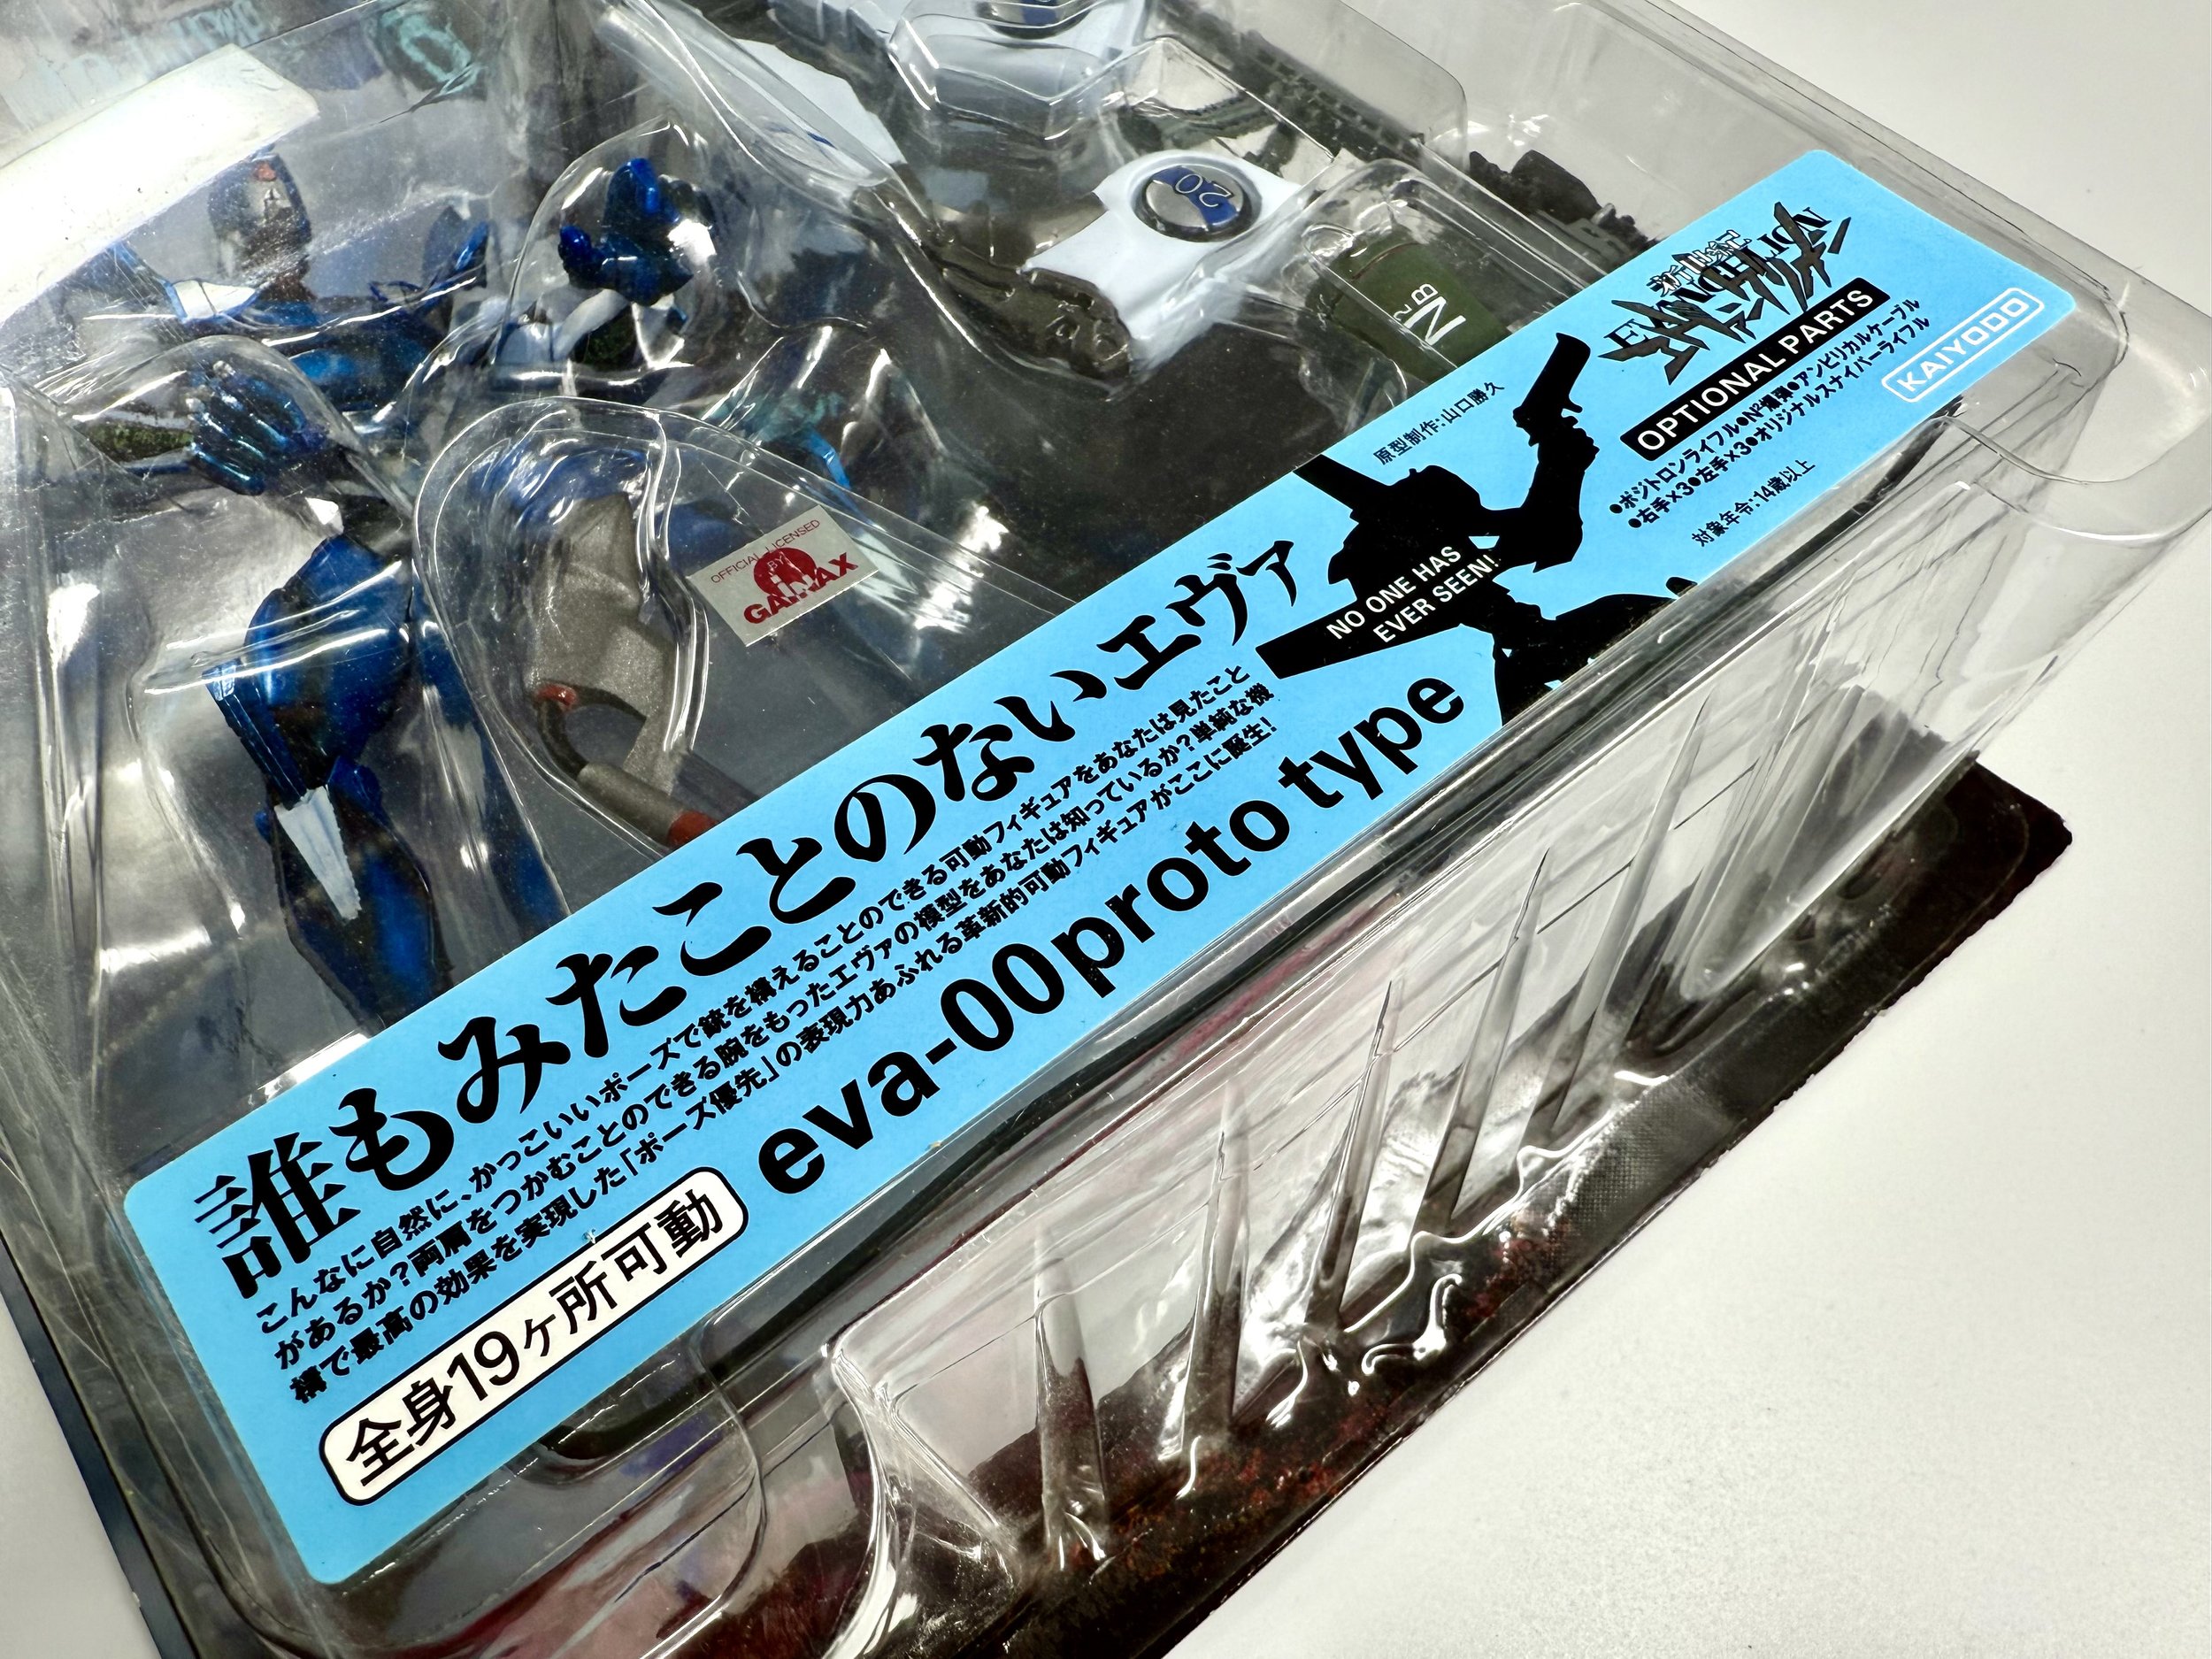 20
N²B
OFFICIAL LICENSED
BY
GAINAX
誰もみたことのないエヴァ
こんなに自然に、かっこいいポーズで銃を構えることのできる可動フィギュアをあなたは見たこと
があるか?両肩をつかむことのできる腕をもったエヴァの模型をあなたは知っているか?単純な機
構で最高の効果を実現した「ポーズ優先」の表現力あふれる革新的可動フィギュアがここに誕生!
全身19ヶ所可動
eva-00proto type
原型制作:山口勝久
NO ONE HAS
EVER SEEN!
OPTIONAL PARTS
●ポジトロンライフル●N²爆弾●アンビリカルケーブル
●右手×3●左手×3●オリジナルスナイパーライフル
対象年令:14歳以上
KAIYODO